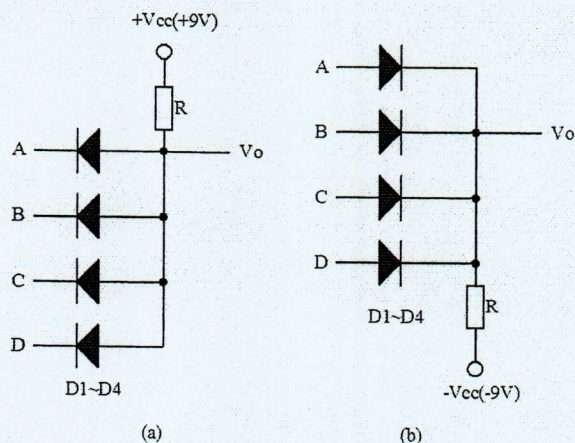 +Vcc(+9V)
R
A
Vo
B
C
D
D1~D4
(a)
A
B
Vo
C
D
R
D1~D4
-Vcc(-9V)
(b)